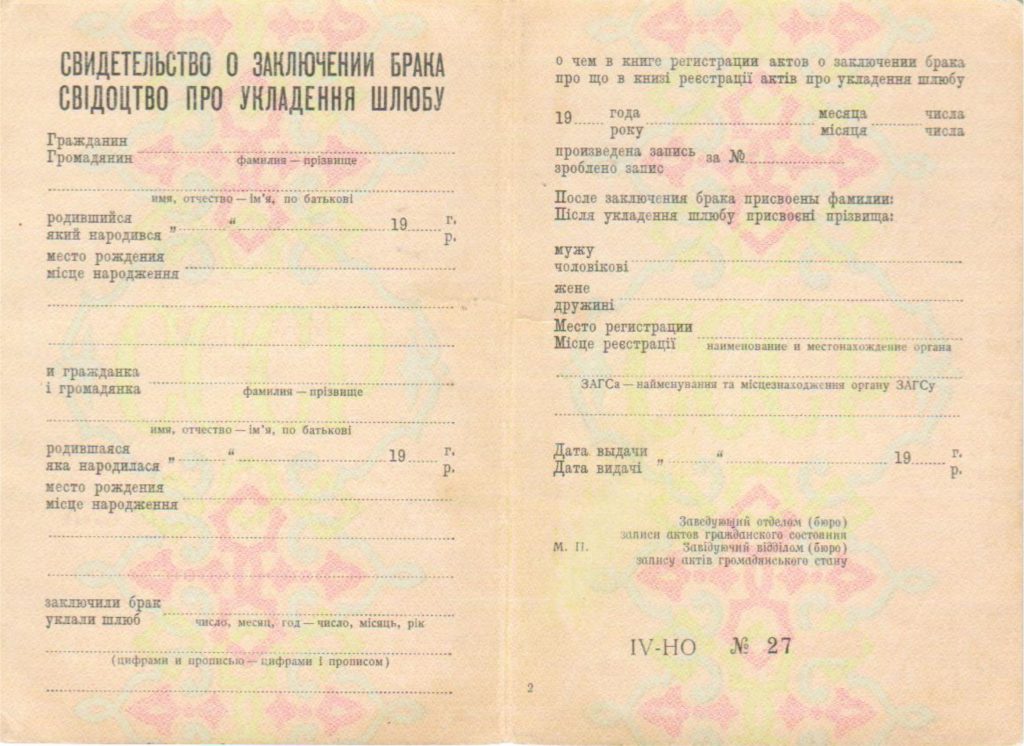 СВИДЕТЕЛЬСТВО О ЗАКЛЮЧЕНИИ БРАКА
СВІДОЦТВО ПРО УКЛАДЕННЯ ШЛЮБУ
Гражданин
Громадянин
фамилия — прізвище
имя, отчество — ім’я, по батькові
родившийся
який народився „ “ 19 г.
р.
место рождения
місце народження
и гражданка
і громадянка
фамилия — прізвище
имя, отчество — ім’я, по батькові
родившаяся
яка народилася „ “ 19 г.
р.
место рождения
місце народження
заключили брак
уклали шлюб
число, месяц, год — число, місяць, рік
(цифрами и прописью — цифрами і прописом)
о чем в книге регистрации актов о заключении брака
про що в книзі реєстрації актів про укладення шлюбу
19 года месяца числа
року місяця числа
произведена запись за №
зроблено запис
После заключения брака присвоены фамилии:
Після укладення шлюбу присвоєні прізвища:
мужу
чоловікові
жене
дружині
Место регистрации
Місце реєстрації
наименование и местонахождение органа
ЗАГСа — найменування та місцезнаходження органу ЗАГСу
Дата выдачи
Дата видачі „ “ 19 г.
р.
Заведующий отделом (бюро)
записи актов гражданского состояния
М. П. Завідуючий відділом (бюро)
запису актів громадянського стану
IV-НО № 27
2